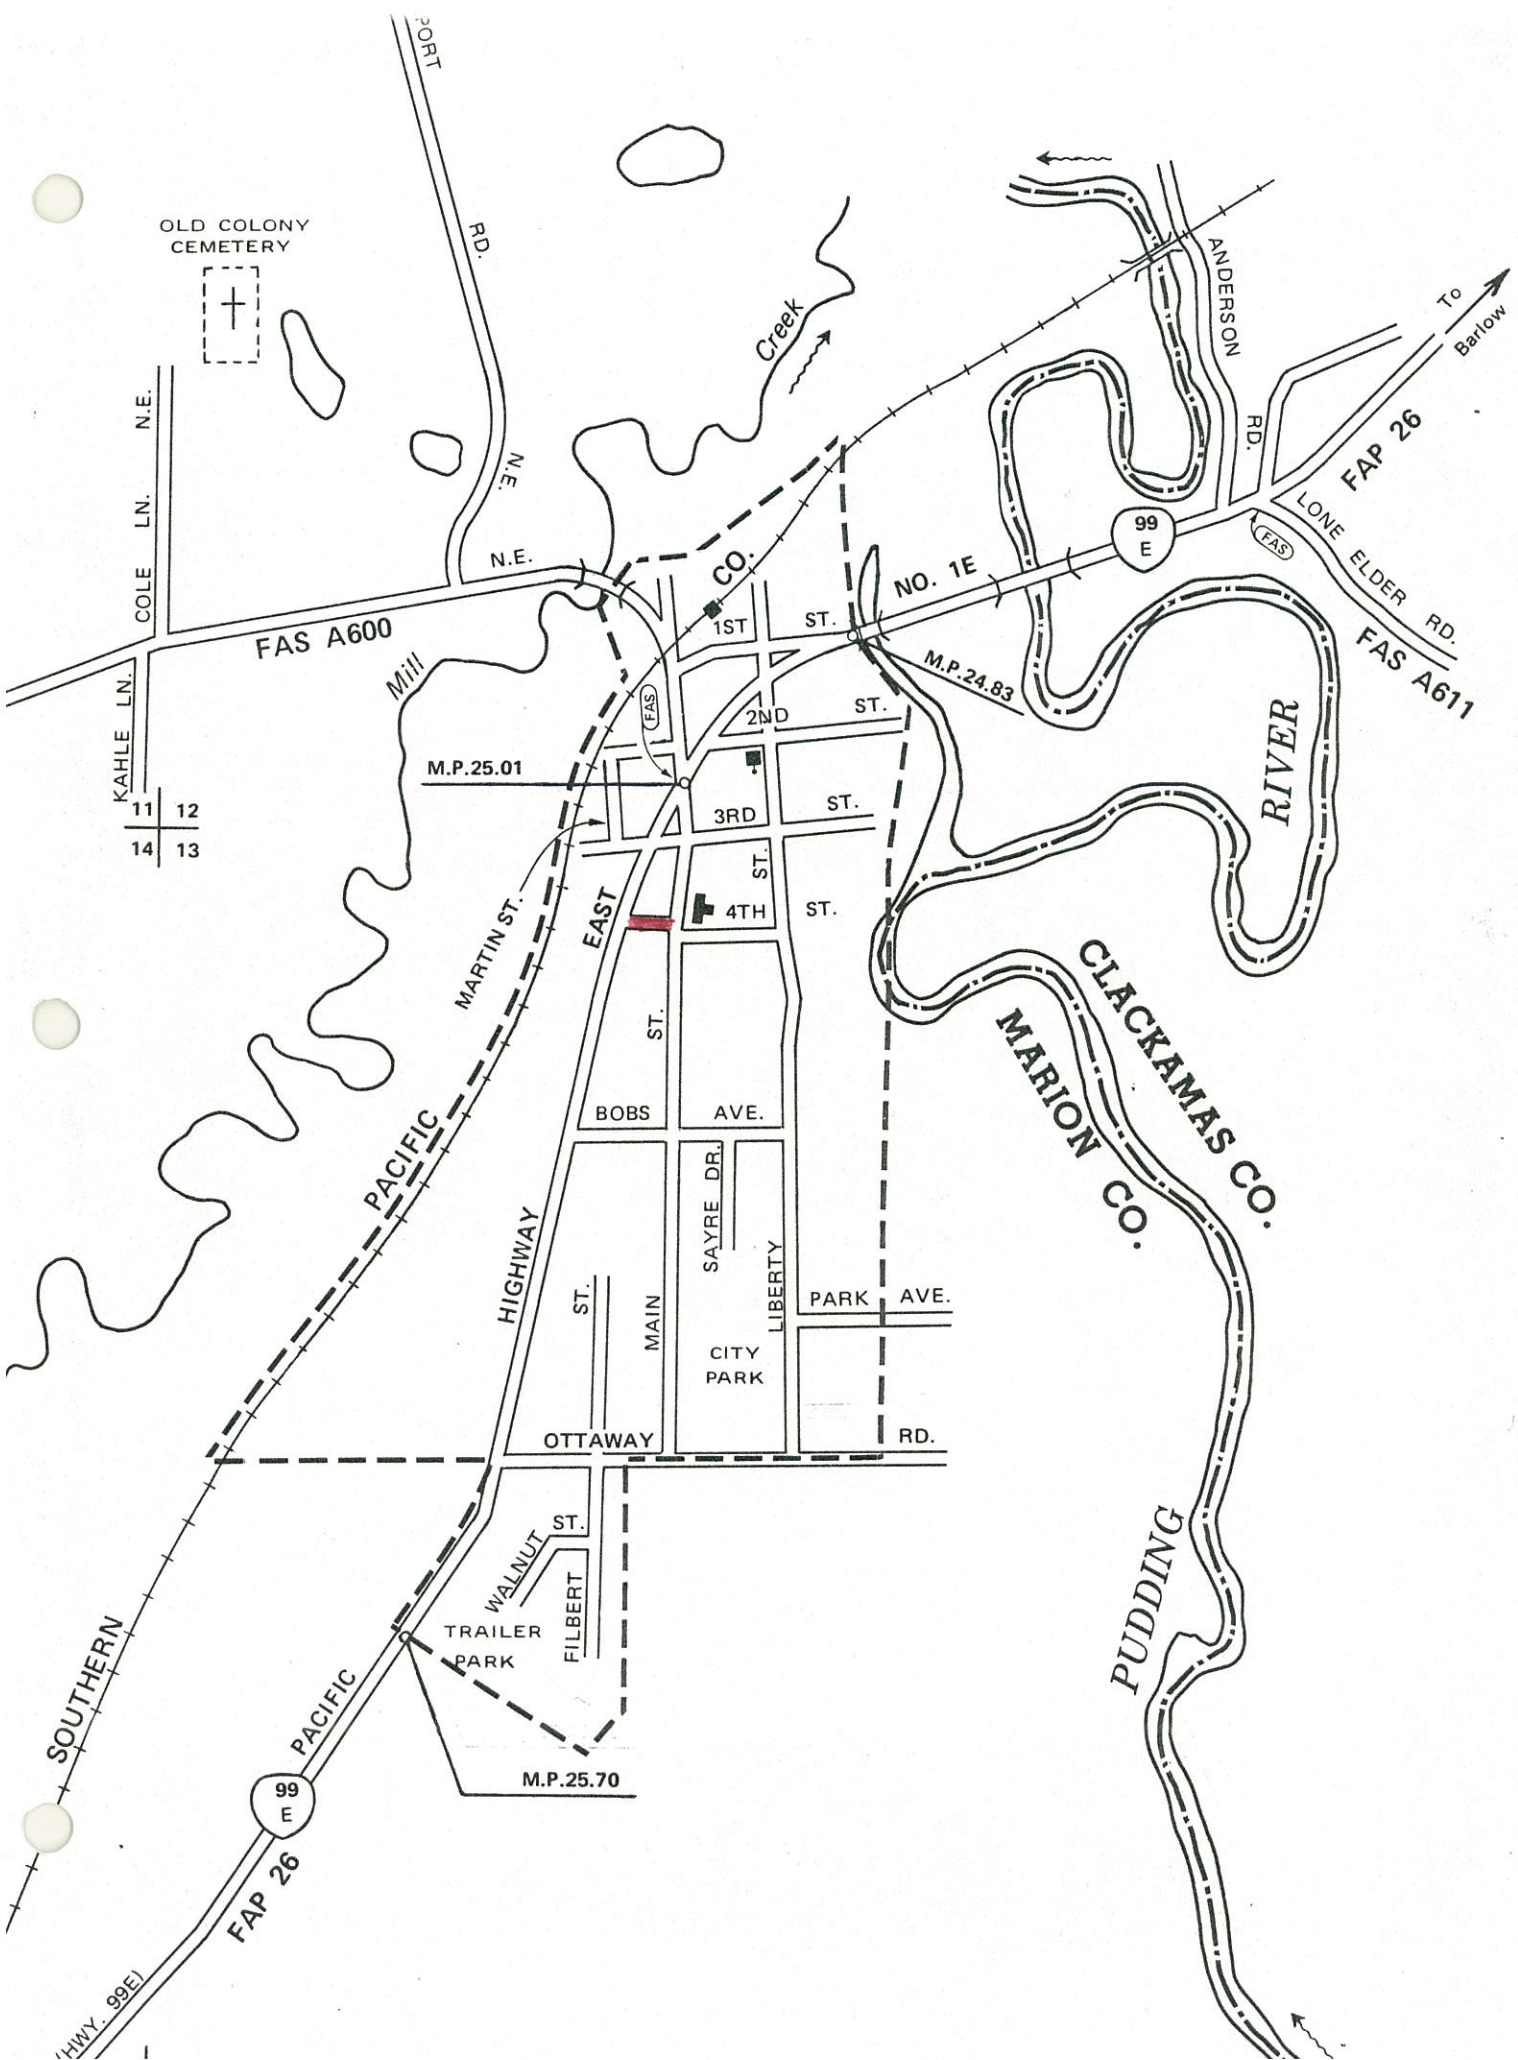 PORT
RD.
N.E.
OLD COLONY
CEMETERY
COLE LN. N.E.
N.E.
FAS A600
KAHLE LN.
11 12
14 13
Mill
Creek
ANDERSON
RD.
To
Barlow
FAP 26
99
E
FAS
LONE ELDER RD.
FAS A611
NO. 1E
CO.
1ST ST.
M.P.24.83
FAS
2ND ST.
M.P.25.01
3RD ST.
ST.
4TH ST.
EAST
MARTIN ST.
RIVER
CLACKAMAS CO.
MARION CO.
ST.
BOBS AVE.
PACIFIC
SAYRE DR.
HIGHWAY
ST.
MAIN
LIBERTY
PARK AVE.
CITY
PARK
OTTAWAY RD.
WALNUT ST.
FILBERT
TRAILER
PARK
PUDDING
SOUTHERN
PACIFIC
M.P.25.70
99
E
FAP 26
(HWY. 99E)